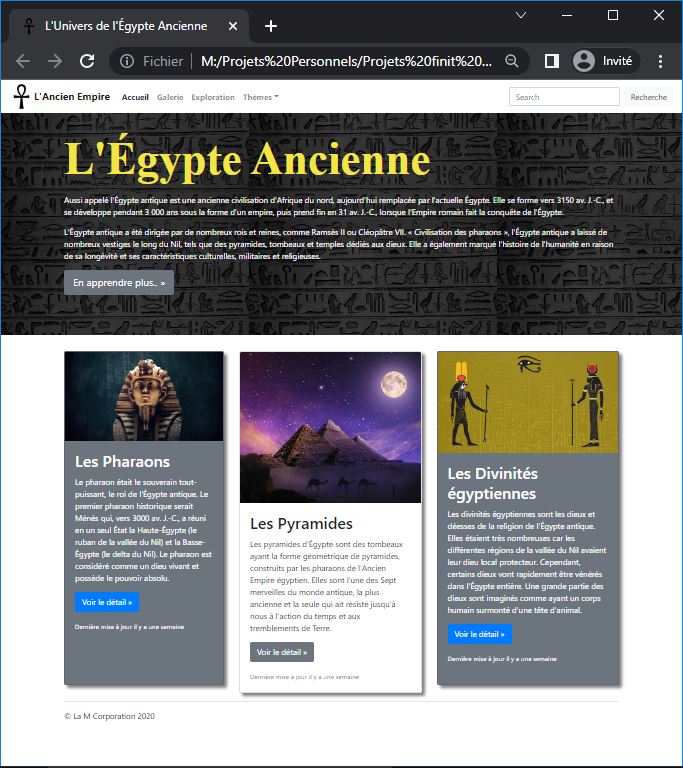 L'Univers de l'Égypte Ancienne
Fichier
M:/Projets%20Personnels/Projets%20finit%20...
Invité
L'Ancien Empire
Accueil
Galerie
Exploration
Thèmes
Search
Recherche
L'Égypte Ancienne
Aussi appelé l'Égypte antique est une ancienne civilisation d'Afrique du nord, aujourd'hui remplacée par l'actuelle Égypte. Elle se forme vers 3150 av. J.-C., et
se développe pendant 3 000 ans sous la forme d'un empire, puis prend fin en 31 av. J.-C., lorsque l'Empire romain fait la conquête de l'Égypte.
L'Égypte antique a été dirigée par de nombreux rois et reines, comme Ramsès II ou Cléopâtre VII. « Civilisation des pharaons », l'Égypte antique a laissé de
nombreux vestiges le long du Nil, tels que des pyramides, tombeaux et temples dédiés aux dieux. Elle a également marqué l'histoire de l'humanité en raison
de sa longévité et ses caractéristiques culturelles, militaires et religieuses.
En apprendre plus.. »
Les Pharaons
Le pharaon était le souverain tout-
puissant, le roi de l'Égypte antique. Le
premier pharaon historique serait
Ménès qui, vers 3000 av. J.-C., a réuni
en un seul État la Haute-Égypte (le
ruban de la vallée du Nil) et la Basse-
Égypte (le delta du Nil). Le pharaon est
considéré comme un dieu vivant et
possède le pouvoir absolu.
Voir le détail »
Dernière mise à jour il y a une semaine
Les Pyramides
Les pyramides d'Égypte sont des tombeaux
ayant la forme géométrique de pyramides,
construits par les pharaons de l'Ancien
Empire égyptien. Elles sont l'une des Sept
merveilles du monde antique, la plus
ancienne et la seule qui ait résisté jusqu'à
nous à l'action du temps et aux
tremblements de Terre.
Voir le détail »
Dernière mise à jour il y a une semaine
Les Divinités
égyptiennes
Les divinités égyptiennes sont les dieux et
déesses de la religion de l'Égypte antique.
Elles étaient très nombreuses car les
différentes régions de la vallée du Nil avaient
leur dieu local protecteur. Cependant,
certains dieux vont rapidement être vénérés
dans l'Égypte entière. Une grande partie des
dieux sont imaginés comme ayant un corps
humain surmonté d'une tête d'animal.
Voir le détail »
Dernière mise à jour il y a une semaine
© La M Corporation 2020